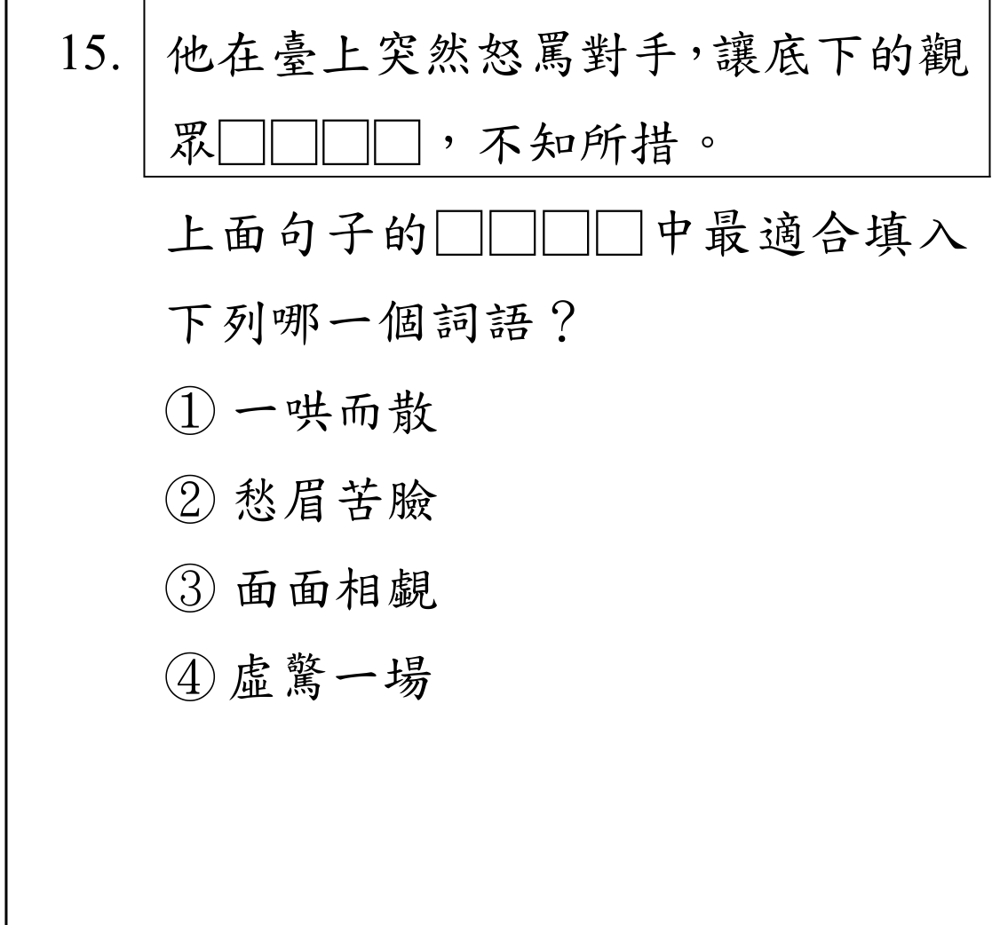 15. 他在臺上突然怒罵對手，讓底下的觀
眾□□□□，不知所措。
上面句子的□□□□中最適合填入
下列哪一個詞語？
① 一哄而散
② 愁眉苦臉
③ 面面相覷
④ 虛驚一場